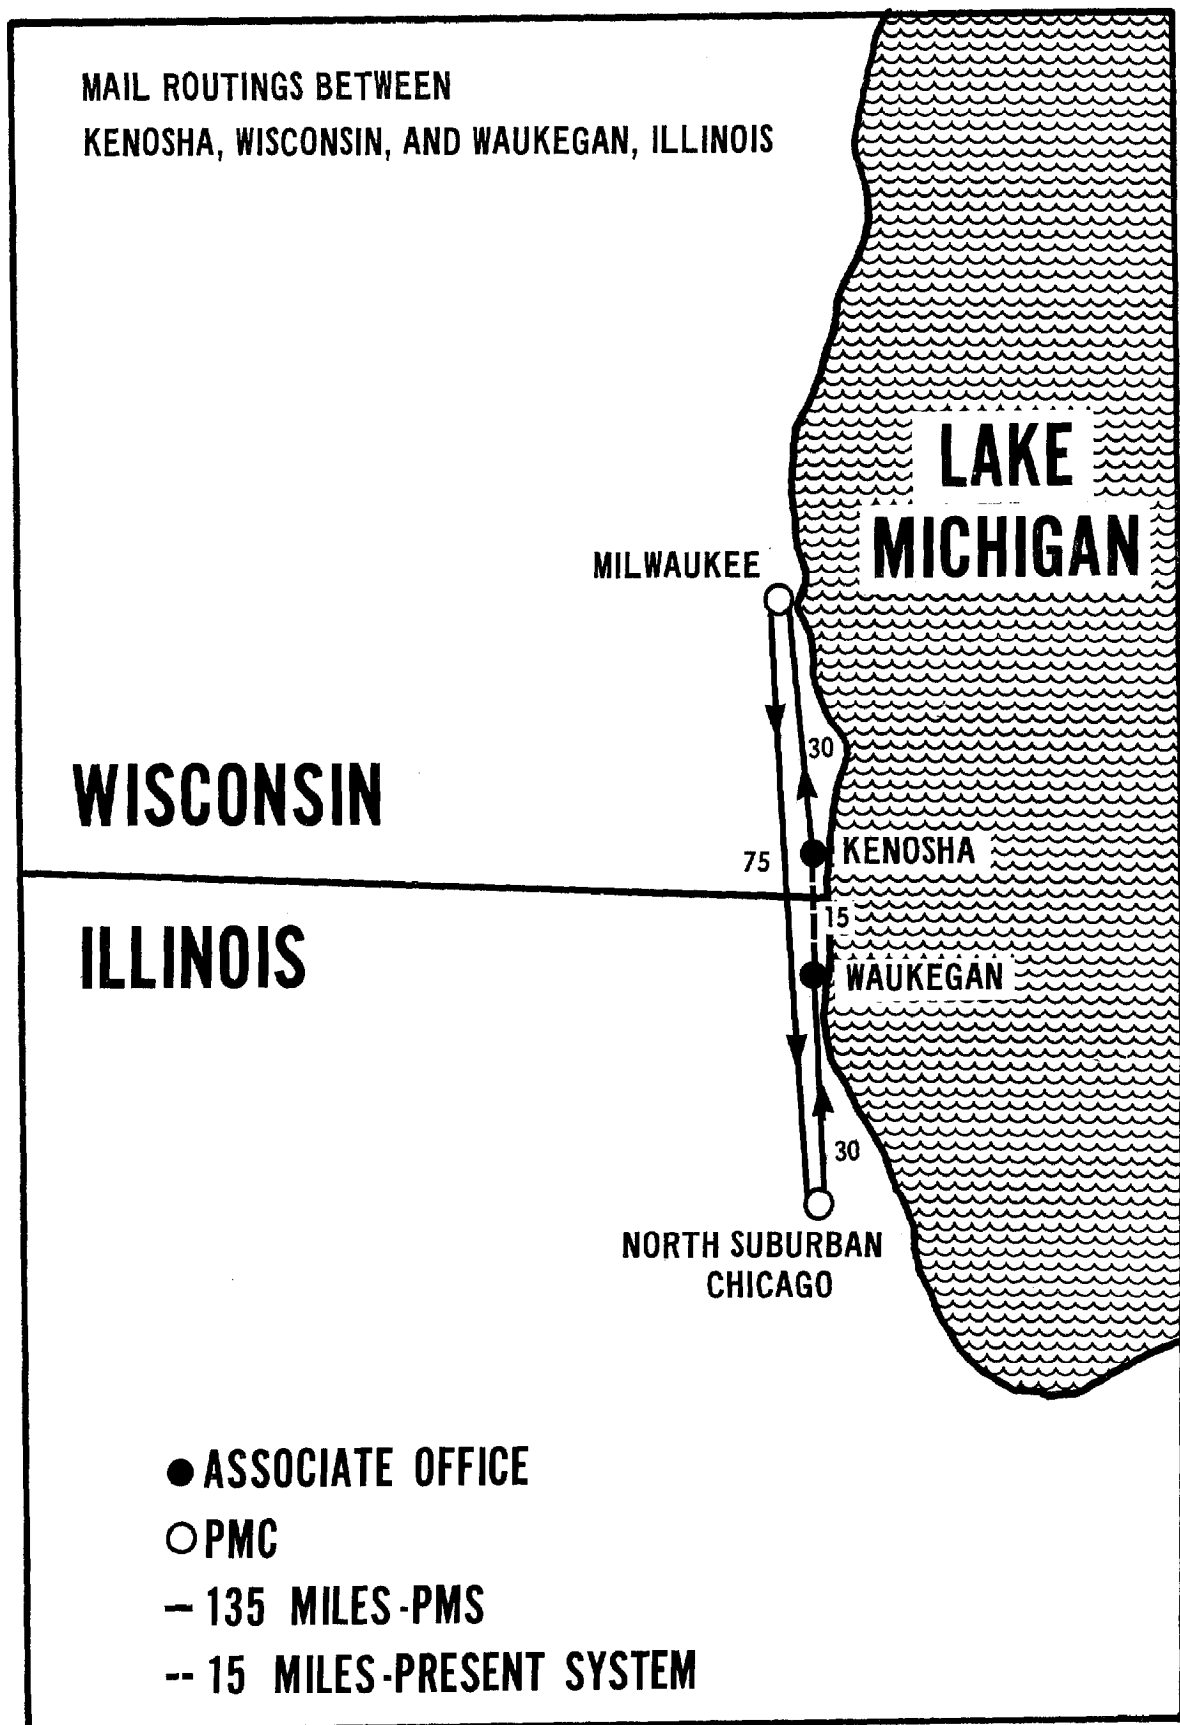 MAIL ROUTINGS BETWEEN
KENOSHA, WISCONSIN, AND WAUKEGAN, ILLINOIS
LAKE
MICHIGAN
MILWAUKEE
30
WISCONSIN
75
KENOSHA
15
ILLINOIS
WAUKEGAN
30
NORTH SUBURBAN
CHICAGO
● ASSOCIATE OFFICE
○ PMC
— 135 MILES-PMS
-- 15 MILES-PRESENT SYSTEM